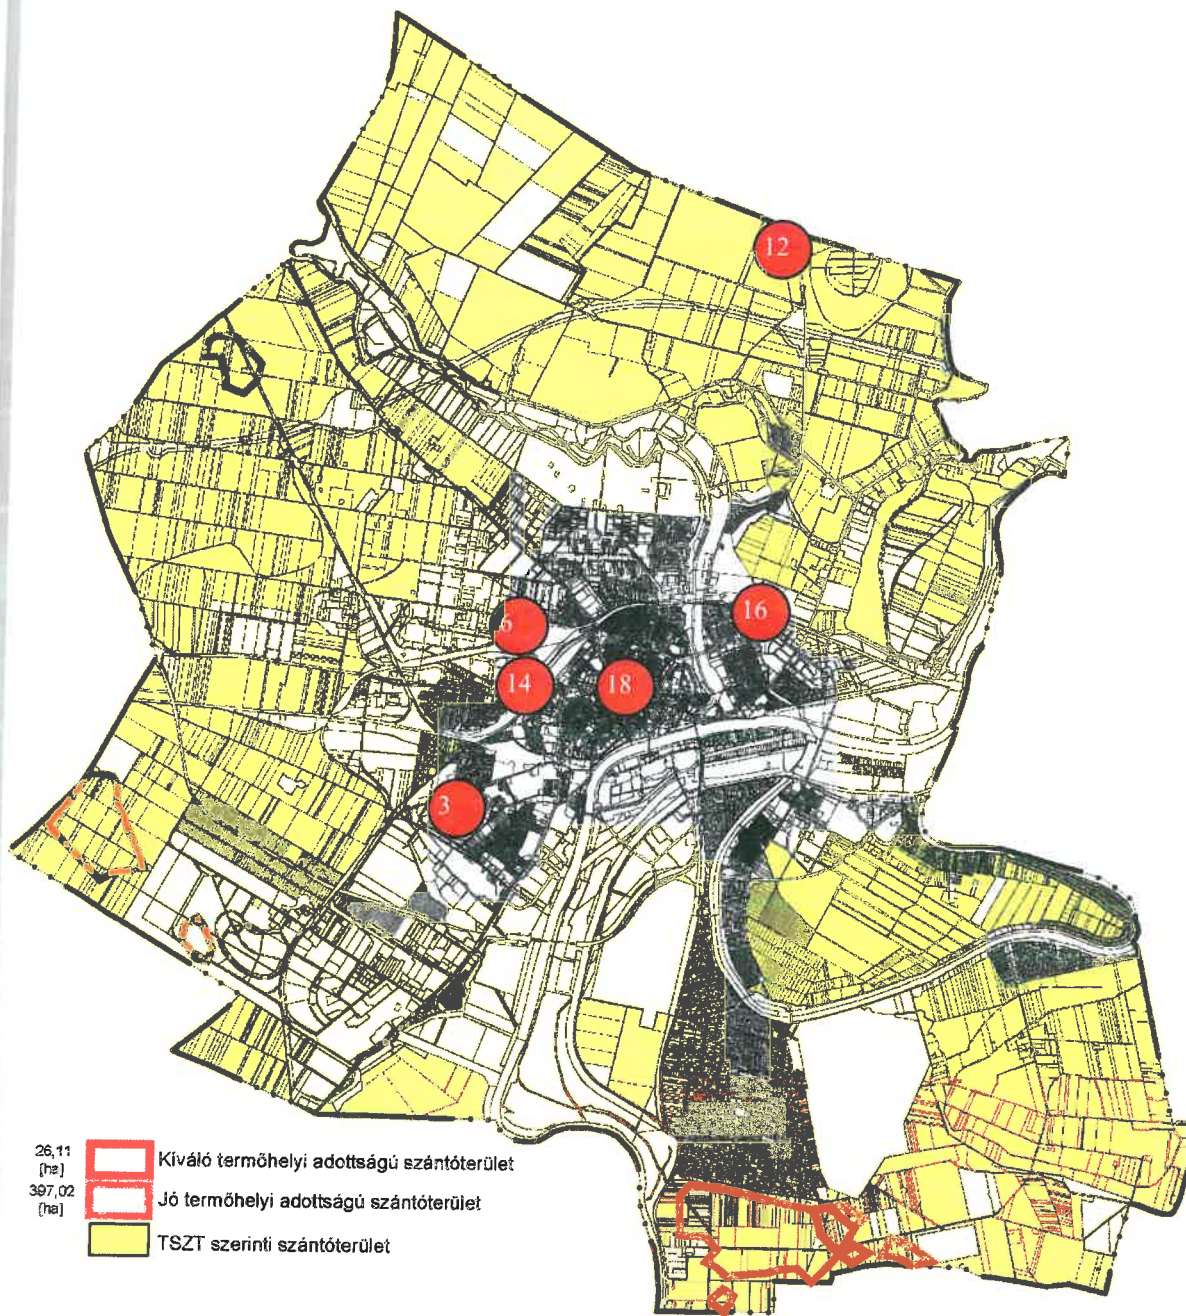 12
16
6
14
18
3
26,11
[ha]
Kíváló termőhelyi adottságú szántóterület
397,02
[ha]
Jó termőhelyi adottságú szántóterület
TSZT szerinti szántóterület